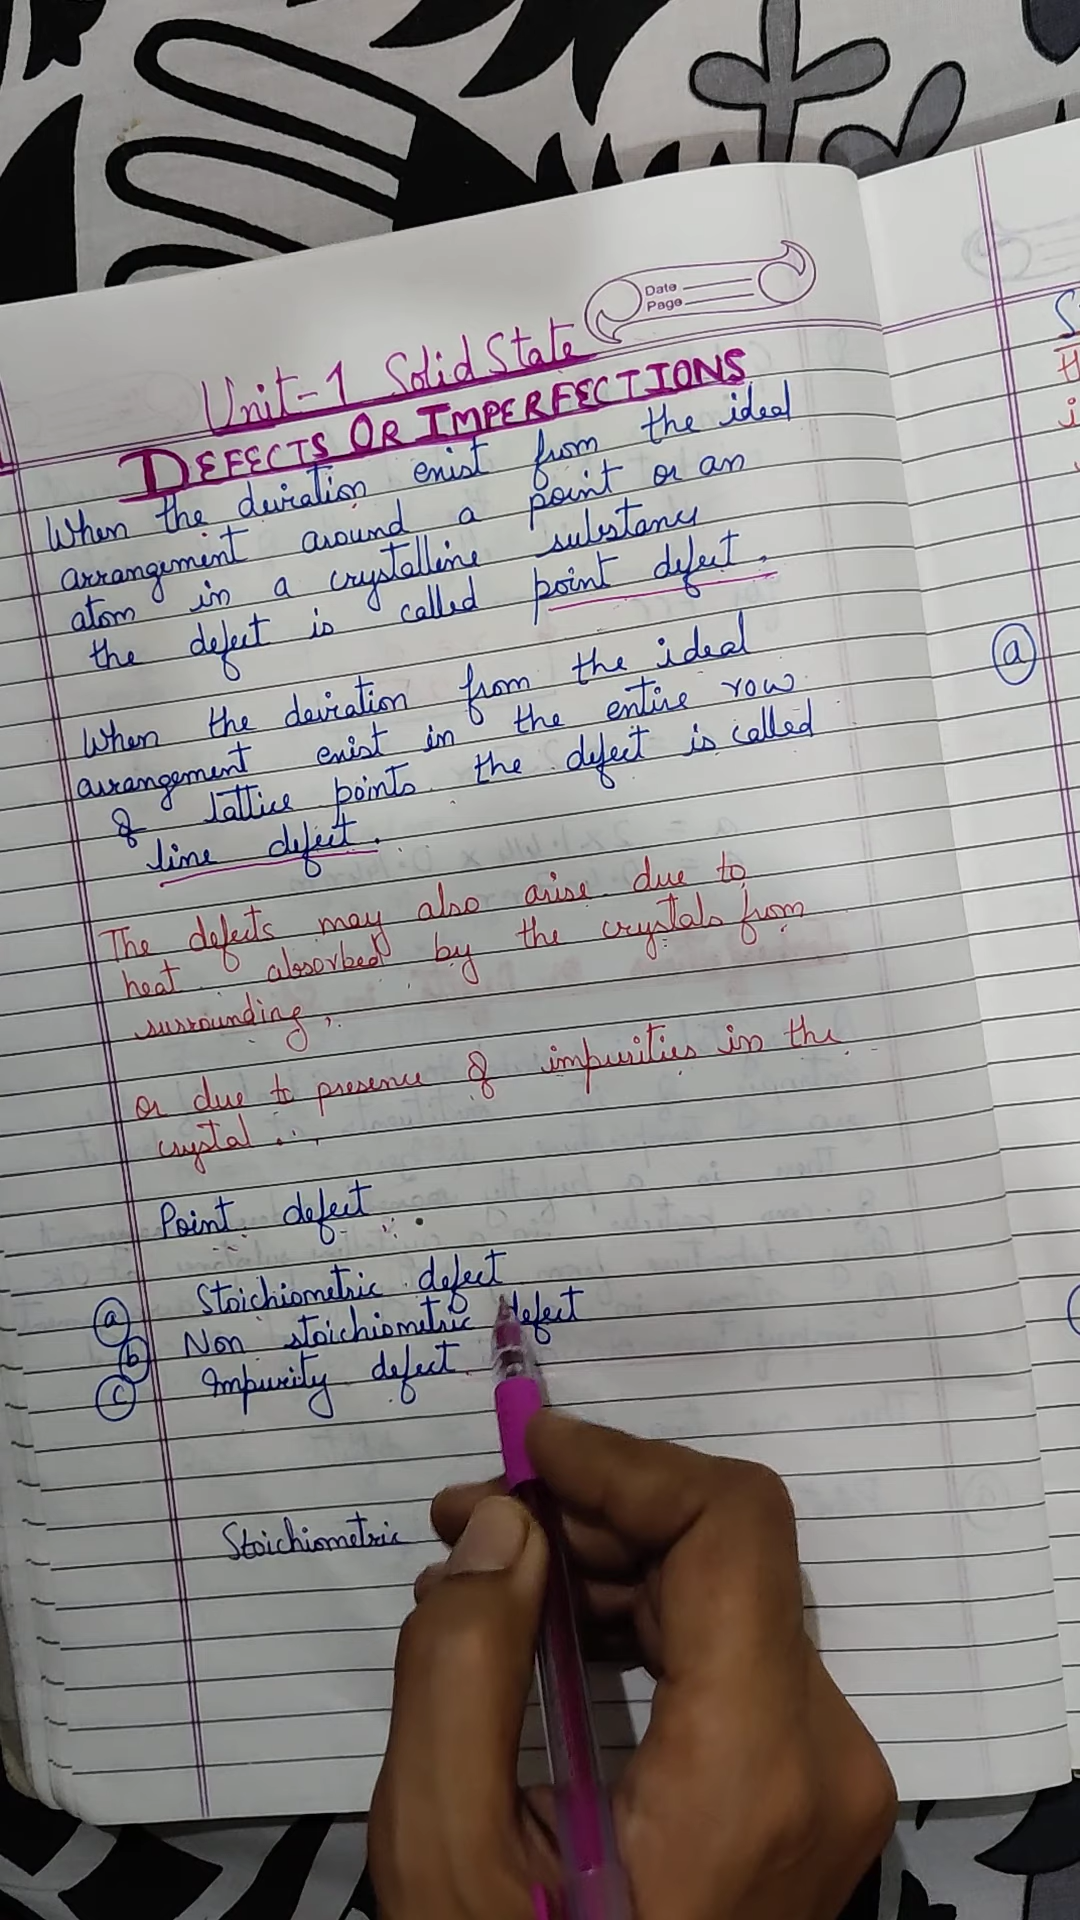 Date
Page
Unit-1 Solid State
DEFECTS OR IMPERFECTIONS
When the deviation exist from the ideal
arrangement around a point or an
atom in a crystalline substance
the defect is called point defect.
When the deviation from the ideal
arrangement exist in the entire row
of lattice points the defect is called
line defect.
The defects may also arise due to
heat absorbed by the crystals from
surrounding,
or due to presence of impurities in the
crystal...
Point defect
(a) Stoichiometric defect
(b) Non stoichiometric defect
(c) Impurity defect
Stoichiometric
(a)